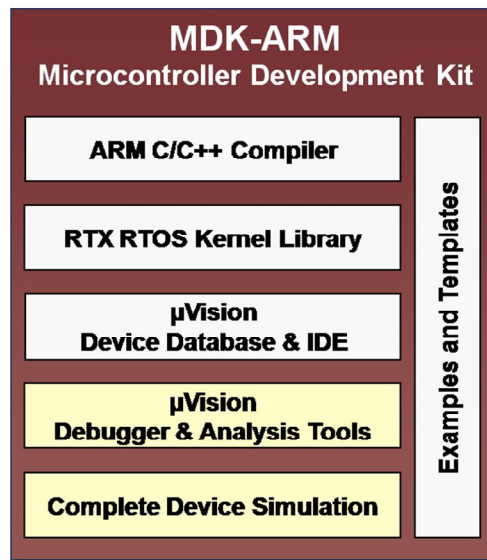 MDK-ARM
Microcontroller Development Kit
ARM C/C++ Compiler
RTX RTOS Kernel Library
µVision
Device Database & IDE
µVision
Debugger & Analysis Tools
Complete Device Simulation
Examples and Templates